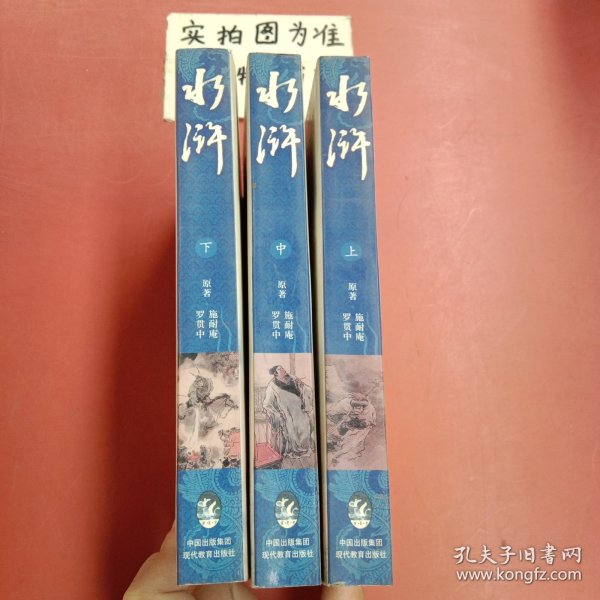 实拍图为准
水浒
下
原著
施耐庵
罗贯中
中国出版集团
现代教育出版社
水浒
中
原著
施耐庵
罗贯中
中国出版集团
现代教育出版社
水浒
上
原著
施耐庵
罗贯中
中国出版集团
现代教育出版社
孔夫子旧书网
www.kongfz.com